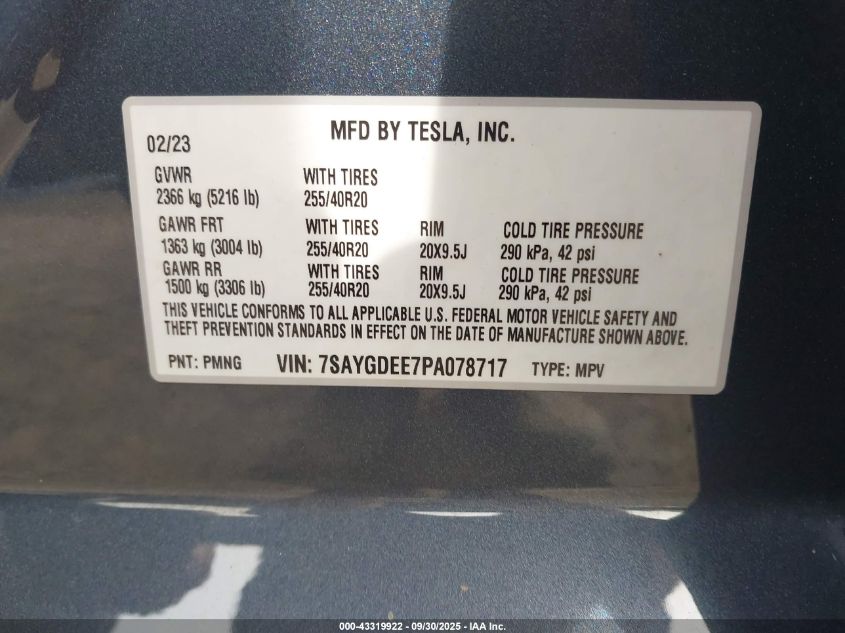 MFD BY TESLA, INC.
02/23
GVWR WITH TIRES
2366 kg (5216 lb) 255/40R20
GAWR FRT WITH TIRES RIM COLD TIRE PRESSURE
1363 kg (3004 lb) 255/40R20 20X9.5J 290 kPa, 42 psi
GAWR RR WITH TIRES RIM COLD TIRE PRESSURE
1500 kg (3306 lb) 255/40R20 20X9.5J 290 kPa, 42 psi
THIS VEHICLE CONFORMS TO ALL APPLICABLE U.S. FEDERAL MOTOR VEHICLE SAFETY AND
THEFT PREVENTION STANDARDS IN EFFECT ON THE DATE OF MANUFACTURE SHOWN ABOVE.
PNT: PMNG VIN: 7SAYGDEE7PA078717 TYPE: MPV
000-43319922 - 09/30/2025 - IAA Inc.